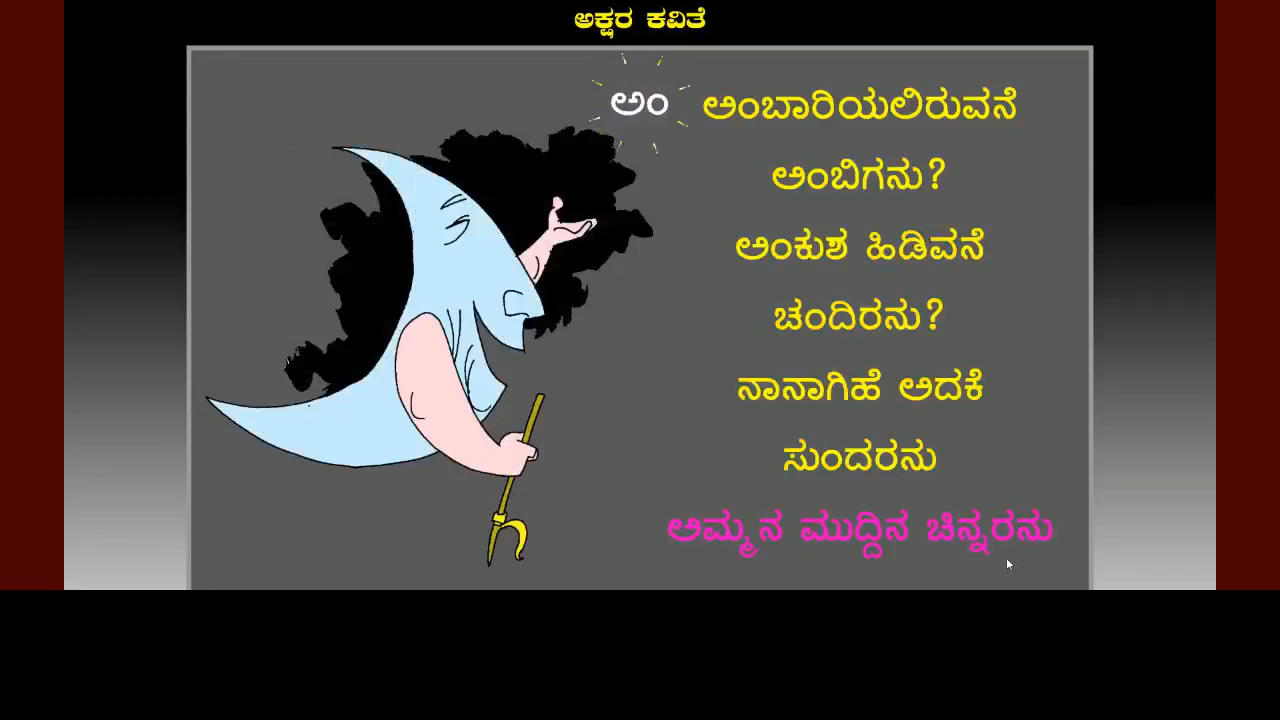 ಅಕ್ಷರ ಕವಿತೆ
ಅಂ ಅಂಬಾರಿಯಲಿರುವನೆ
ಅಂಬಿಗನು?
ಅಂಕುಶ ಹಿಡಿವನೆ
ಚಂದಿರನು?
ನಾನಾಗಿಹೆ ಅದಕೆ
ಸುಂದರನು
ಅಮ್ಮನ ಮುದ್ದಿನ ಚಿನ್ನರನು